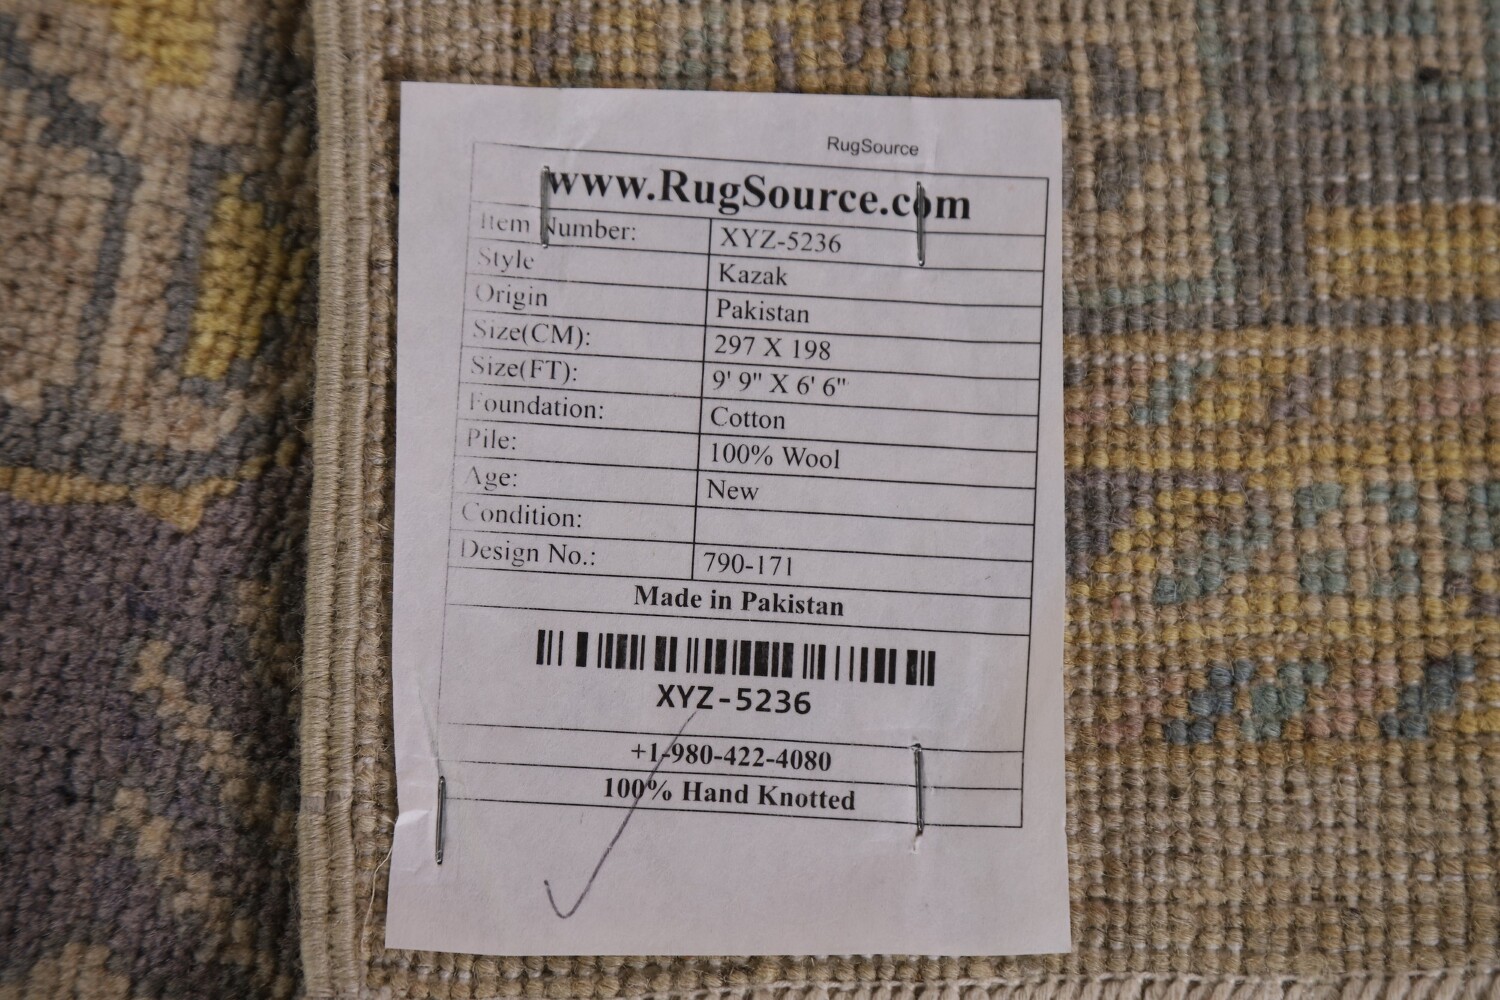 RugSource
www.RugSource.com
Item Number: XYZ-5236
Style Kazak
Origin Pakistan
Size(CM): 297 X 198
Size(FT): 9' 9" X 6' 6"
Foundation: Cotton
Pile: 100% Wool
Age: New
Condition:
Design No.: 790-171
Made in Pakistan
XYZ-5236
+1-980-422-4080
100% Hand Knotted